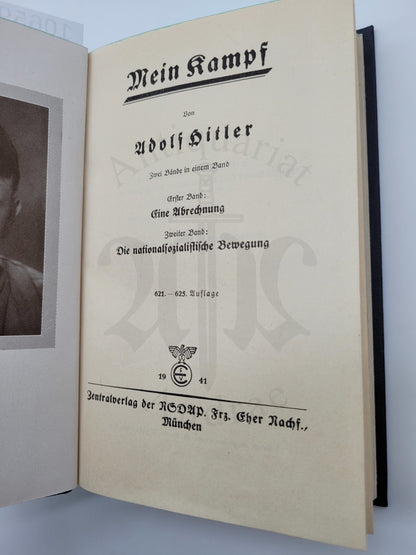 Mein Kampf
Von
Adolf Hitler
Zwei Bände in einem Band
Erster Band:
Eine Abrechnung
Zweiter Band:
Die nationalsozialistische Bewegung
621.—625. Auflage
19 41
Zentralverlag der NSDAP. Frz. Eher Nachf.,
München
Antiquariat